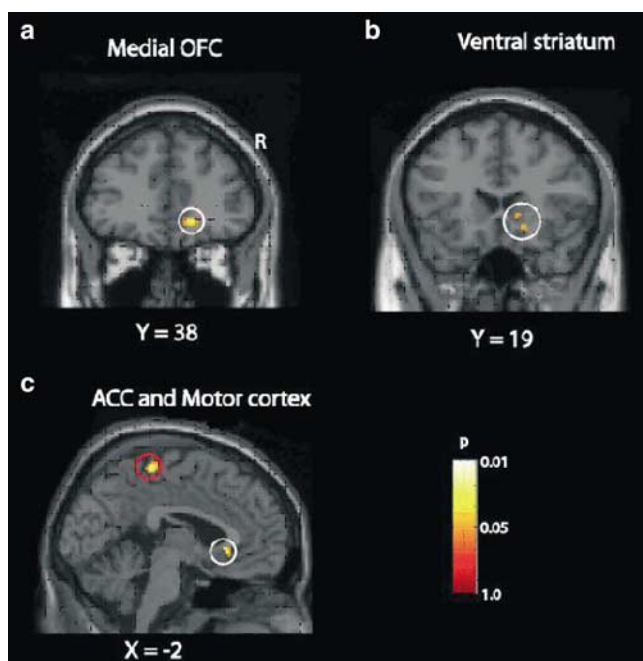 a
Medial OFC
R
Y = 38
b
Ventral striatum
Y = 19
c
ACC and Motor cortex
X = -2
p
0.01
0.05
1.0